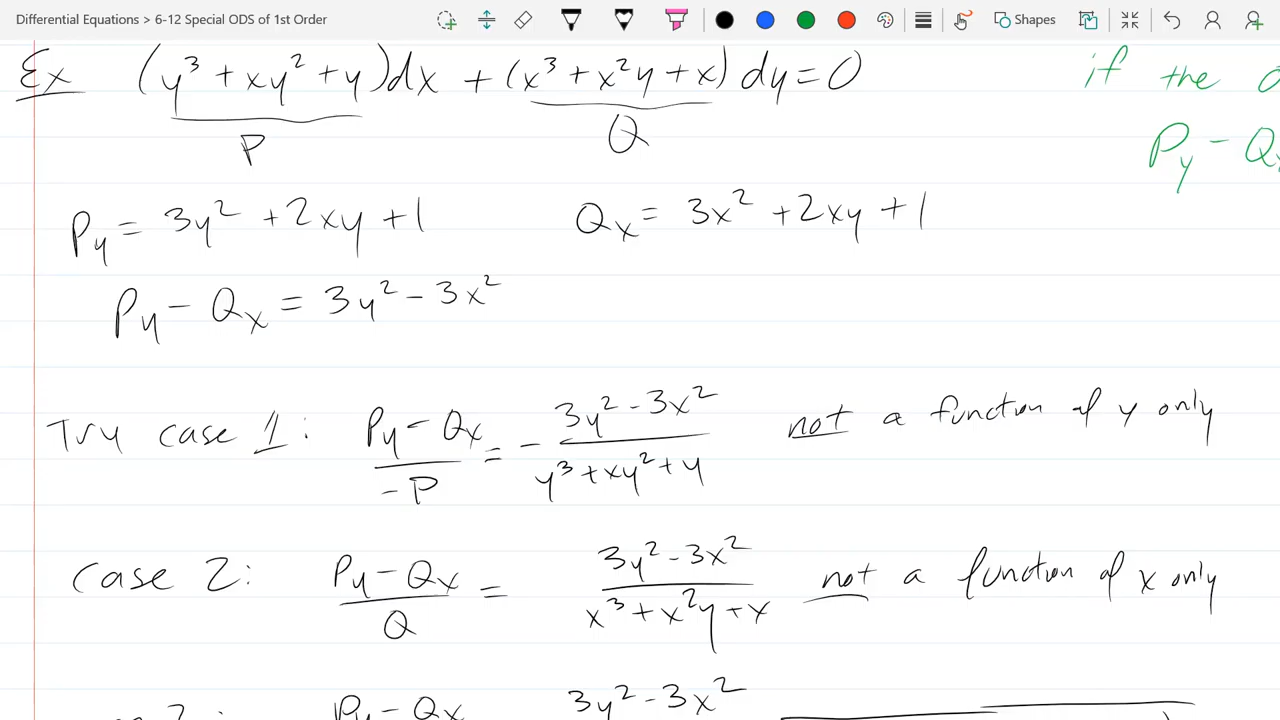 Differential Equations > 6-12 Special ODS of 1st Order
Shapes
Ex (y³ + xy² + y)dx + (x³ + x²y + x) dy = 0
if the
P Q
Py - Q
Py = 3y² + 2xy + 1 Qx = 3x² + 2xy + 1
Py - Qx = 3y² - 3x²
Try case 1: (Py - Qx)/(-P) = - (3y² - 3x²)/(y³ + xy² + y) not a function of y only
Case 2: (Py - Qx)/Q = (3y² - 3x²)/(x³ + x²y + x) not a function of x only
Py - Qx 3y² - 3x²